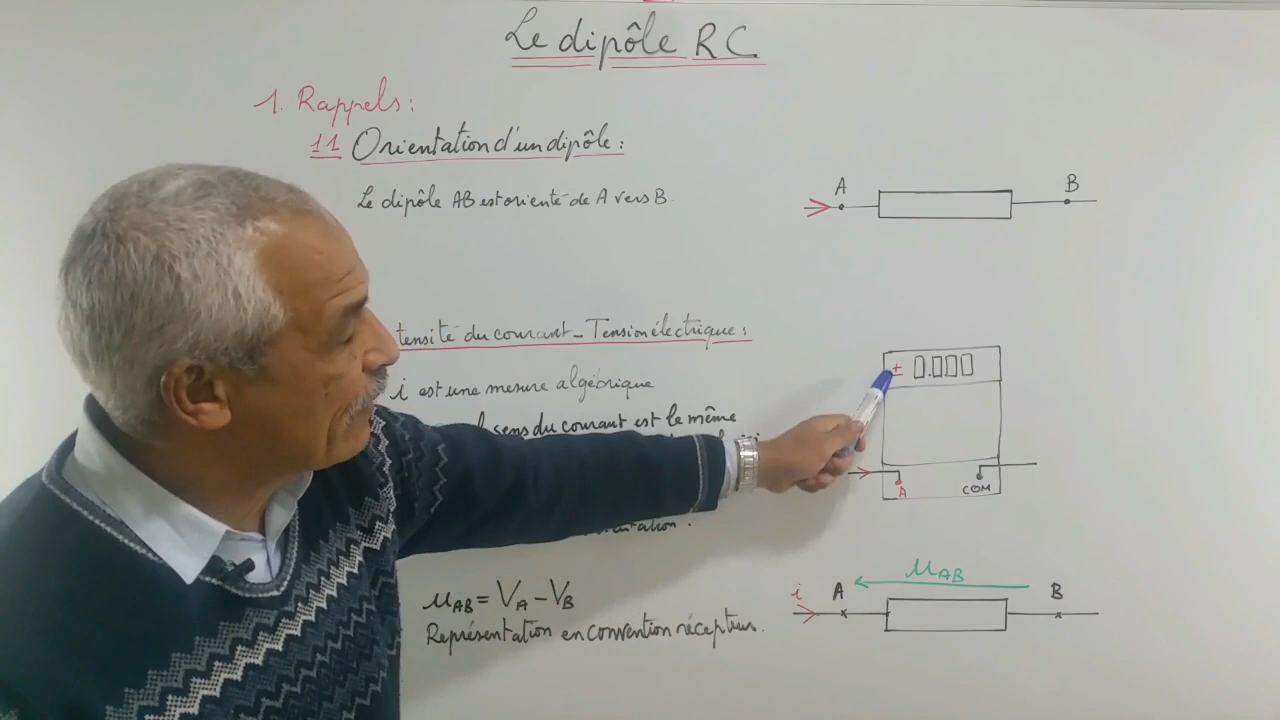 Le dipôle RC
1. Rappels:
11 Orientation d'un dipôle:
Le dipôle AB est orienté de A vers B.
A
B
tensité du courant - Tension électrique:
i est une mesure algébrique
sens du courant est le même
± 0.000
A
COM
uAB = VA - VB
Représentation en convention récepteur.
i
A
uAB
B